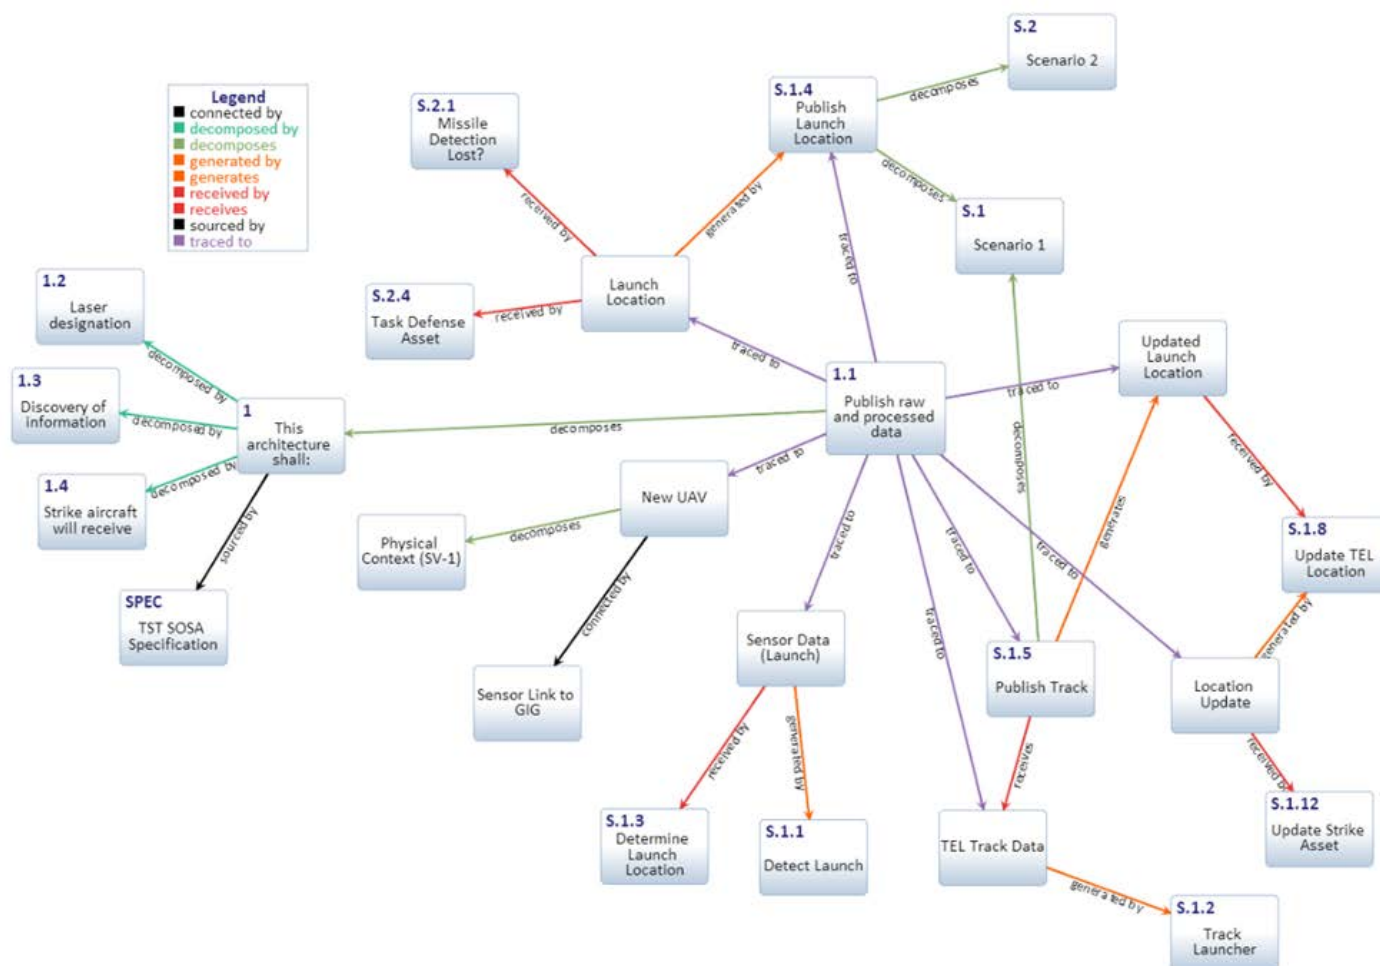 S.2
Scenario 2
decomposes
S.1.4
Publish
Launch
Location
decomposes
Legend
connected by
decomposed by
decomposes
generated by
generates
received by
receives
sourced by
traced to
S.2.1
Missile
Detection
Lost?
received by
generated by
traced to
S.1
Scenario 1
1.2
Laser
designation
S.2.4
Task Defense
Asset
received by
Launch
Location
traced to
Updated
Launch
Location
decomposed by
1.3
Discovery of
information
decomposed by
1
This
architecture
shall:
decomposes
1.1
Publish raw
and processed
data
traced to
decomposes
received by
1.4
Strike aircraft
will receive
decomposed by
sourced by
New UAV
traced to
Physical
Context (SV-1)
decomposes
traced to
traced to
traced to
generates
S.1.8
Update TEL
Location
SPEC
TST SOSA
Specification
connected by
Sensor Data
(Launch)
traced to
S.1.5
Publish Track
generated by
Location
Update
Sensor Link to
GIG
received by
generated by
receives
received by
S.1.3
Determine
Launch
Location
S.1.1
Detect Launch
TEL Track Data
S.1.12
Update Strike
Asset
generated by
S.1.2
Track
Launcher